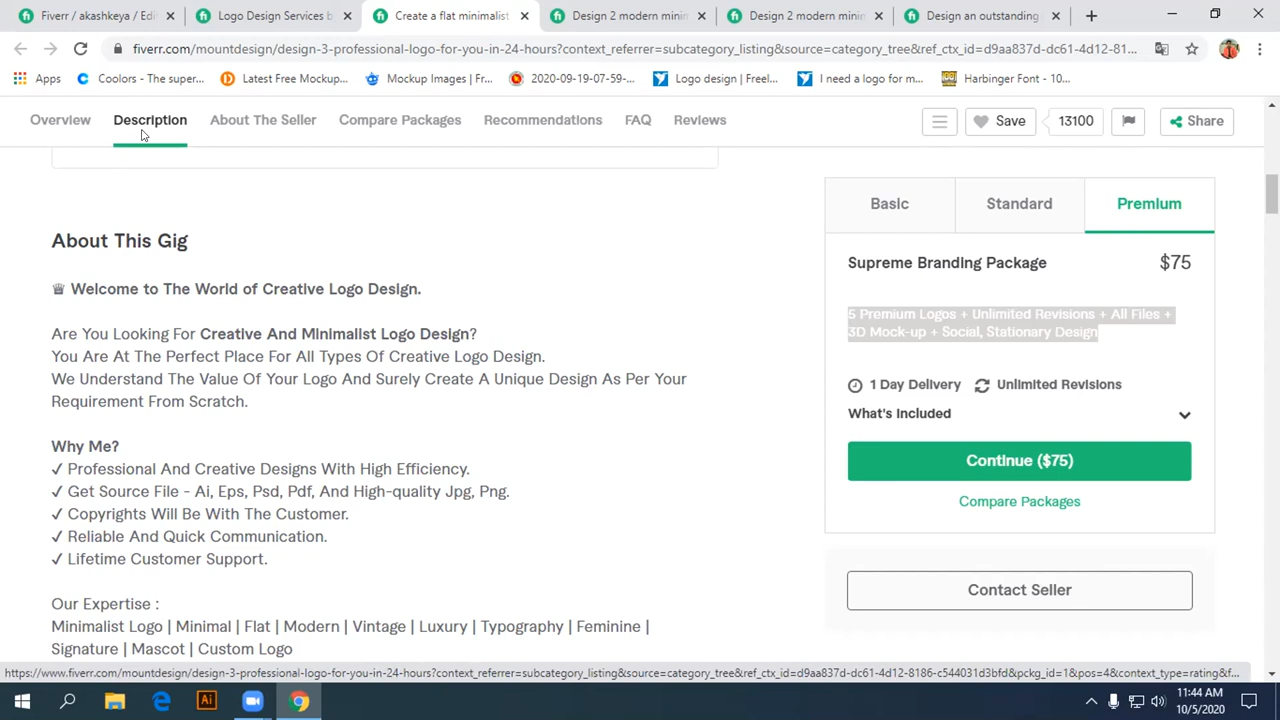 Fiverr / akashkeya / Edi
Logo Design Services b
Create a flat minimalist
Design 2 modern minim
Design 2 modern minim
Design an outstanding
fiverr.com/mountdesign/design-3-professional-logo-for-you-in-24-hours?context_referrer=subcategory_listing&source=category_tree&ref_ctx_id=d9aa837d-dc61-4d12-81...
Apps
Coolors - The super...
Latest Free Mockup...
Mockup Images | Fr...
2020-09-19-07-59-...
Logo design | Freel...
I need a logo for m...
Harbinger Font - 10...
Overview
Description
About The Seller
Compare Packages
Recommendations
FAQ
Reviews
Save
13100
Share
Basic
Standard
Premium
About This Gig
Supreme Branding Package
$75
♕ Welcome to The World of Creative Logo Design.
5 Premium Logos + Unlimited Revisions + All Files +
3D Mock-up + Social, Stationary Design
Are You Looking For Creative And Minimalist Logo Design?
You Are At The Perfect Place For All Types Of Creative Logo Design.
We Understand The Value Of Your Logo And Surely Create A Unique Design As Per Your
Requirement From Scratch.
1 Day Delivery
Unlimited Revisions
What's Included
Why Me?
✓ Professional And Creative Designs With High Efficiency.
✓ Get Source File - Ai, Eps, Psd, Pdf, And High-quality Jpg, Png.
✓ Copyrights Will Be With The Customer.
✓ Reliable And Quick Communication.
✓ Lifetime Customer Support.
Continue ($75)
Compare Packages
Contact Seller
Our Expertise :
Minimalist Logo | Minimal | Flat | Modern | Vintage | Luxury | Typography | Feminine |
Signature | Mascot | Custom Logo
https://www.fiverr.com/mountdesign/design-3-professional-logo-for-you-in-24-hours?context_referrer=subcategory_listing&source=category_tree&ref_ctx_id=d9aa837d-dc61-4d12-8186-c544031d3bfd&pckg_id=1&pos=4&context_type=rating&f...
Ai
11:44 AM
10/5/2020